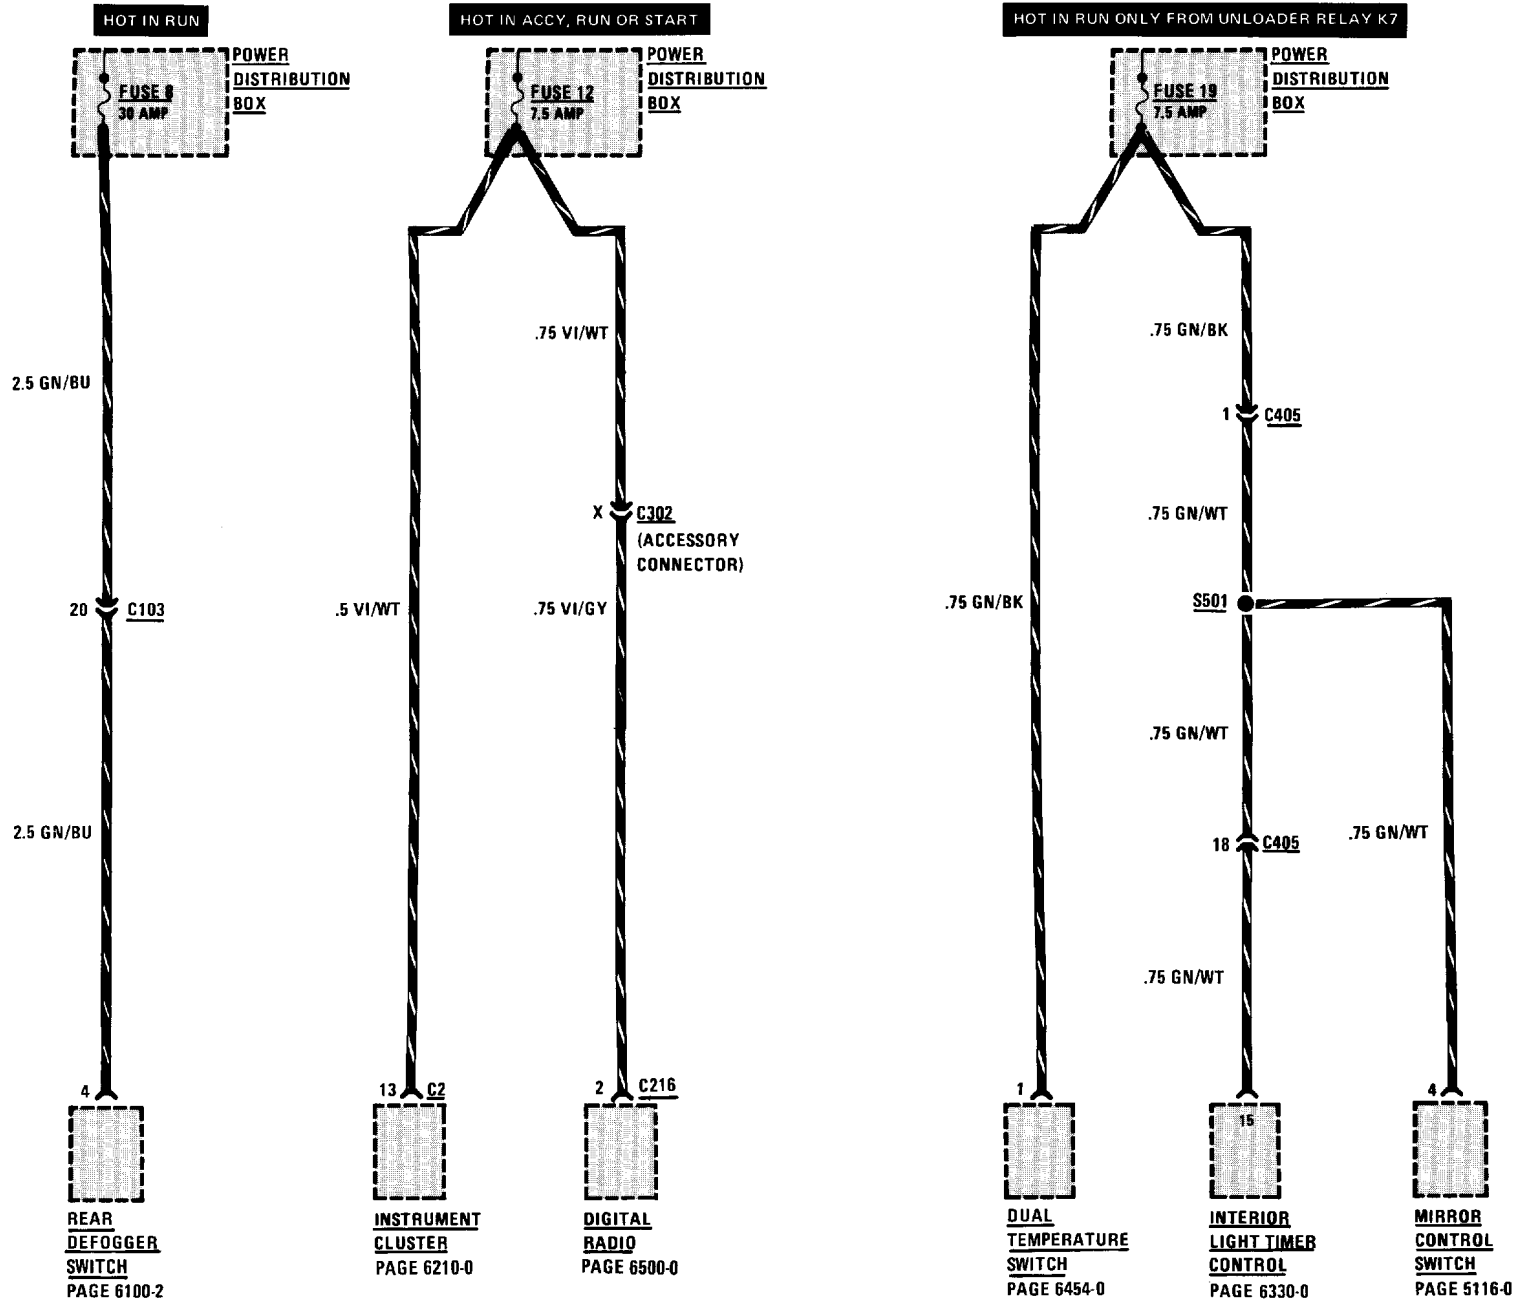 HOT IN RUN
POWER
DISTRIBUTION
BOX
FUSE 8
30 AMP
2.5 GN/BU
20
C103
2.5 GN/BU
4
REAR
DEFOGGER
SWITCH
PAGE 6100-2
HOT IN ACCY, RUN OR START
POWER
DISTRIBUTION
BOX
FUSE 12
7.5 AMP
.75 VI/WT
X
C302
(ACCESSORY
CONNECTOR)
.5 VI/WT
.75 VI/GY
13
C2
2
C216
INSTRUMENT
CLUSTER
PAGE 6210-0
DIGITAL
RADIO
PAGE 6500-0
HOT IN RUN ONLY FROM UNLOADER RELAY K7
POWER
DISTRIBUTION
BOX
FUSE 19
7.5 AMP
.75 GN/BK
1
C405
.75 GN/WT
.75 GN/BK
S501
.75 GN/WT
18
C405
.75 GN/WT
.75 GN/WT
1
15
4
DUAL
TEMPERATURE
SWITCH
PAGE 6454-0
INTERIOR
LIGHT TIMER
CONTROL
PAGE 6330-0
MIRROR
CONTROL
SWITCH
PAGE 5116-0